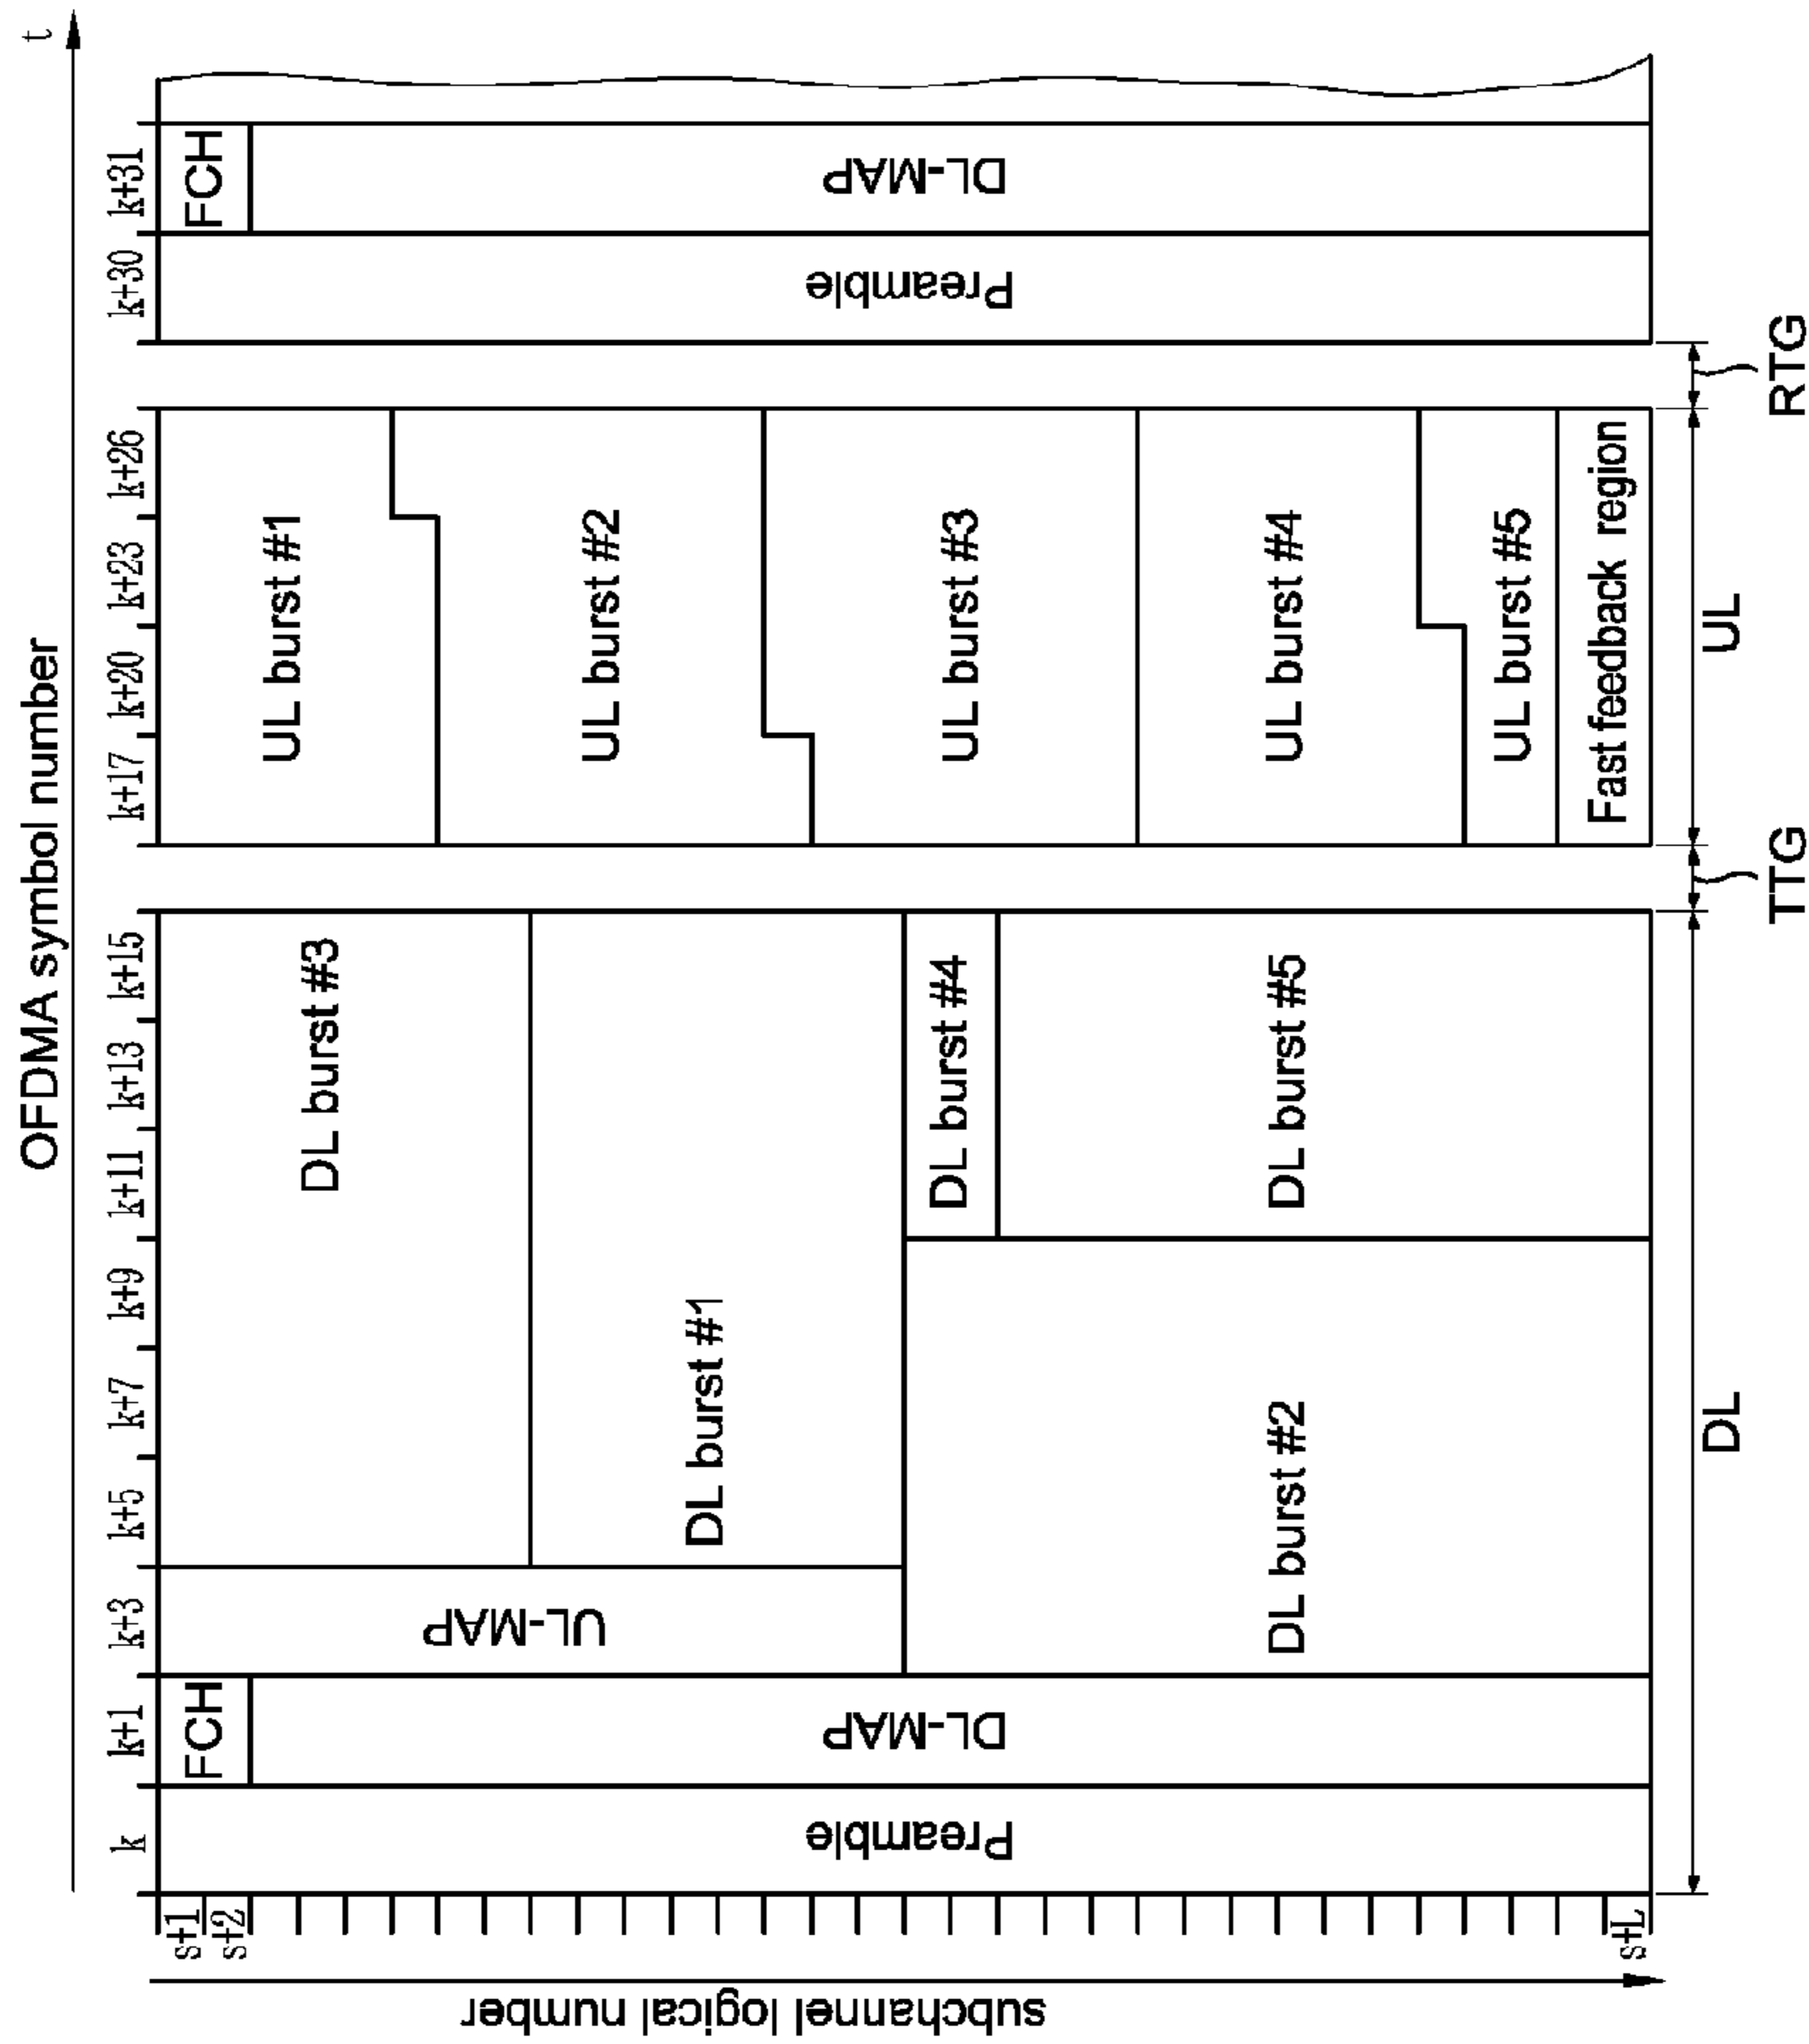 OFDMA symbol number
t
k
k+1
k+3
k+5
k+7
k+9
k+11
k+13
k+15
k+17
k+20
k+23
k+26
k+30
k+31
subchannel logical number
s+1
s+2
s+L
Preamble
FCH
DL-MAP
UL-MAP
DL burst #3
DL burst #1
DL burst #2
DL burst #4
DL burst #5
UL burst #1
UL burst #2
UL burst #3
UL burst #4
UL burst #5
Fast feedback region
Preamble
FCH
DL-MAP
DL
TTG
UL
RTG